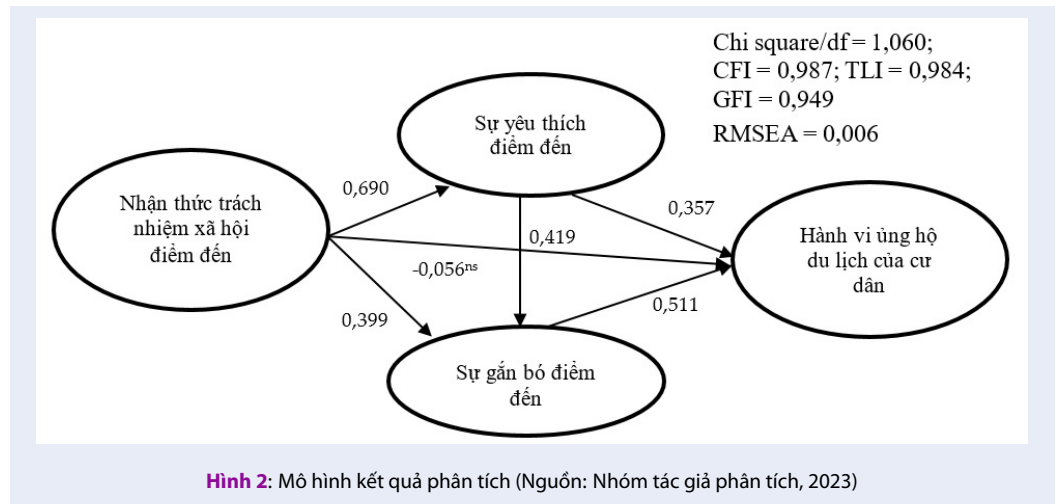 Chi square/df = 1,060;
CFI = 0,987; TLI = 0,984;
GFI = 0,949
RMSEA = 0,006
Sự yêu thích
điểm đến
Nhận thức trách
nhiệm xã hội
điểm đến
0,690
0,357
0,419
-0,056ⁿˢ
Hành vi ủng hộ
du lịch của cư
dân
0,399
0,511
Sự gắn bó điểm
đến
Hình 2: Mô hình kết quả phân tích (Nguồn: Nhóm tác giả phân tích, 2023)